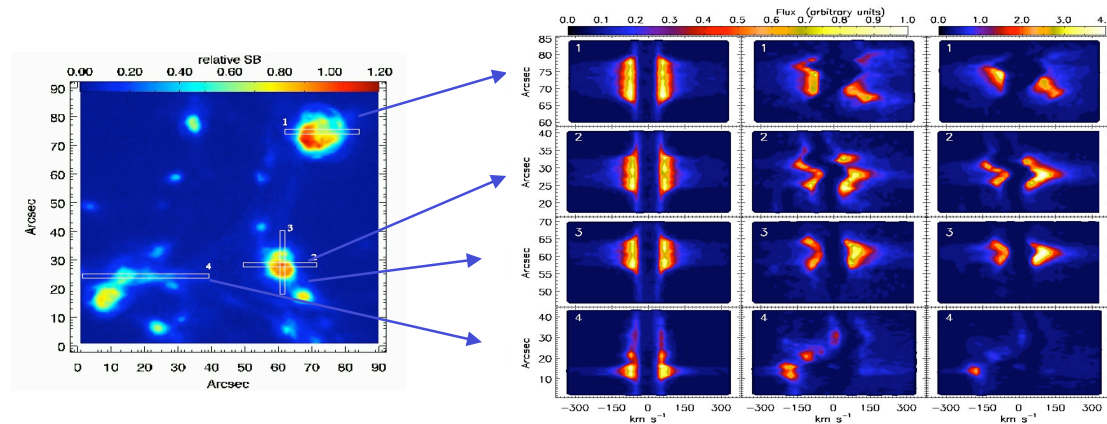 relative SB
0.00 0.20 0.40 0.60 0.80 1.00 1.20
90
80
70
60
50
40
30
20
10
0
Arcsec
1
3
2
4
0 10 20 30 40 50 60 70 80 90
Arcsec
Flux (arbitrary units)
0.0 0.1 0.2 0.3 0.4 0.5 0.6 0.7 0.8 0.9 1.0
0.0 1.0 2.0 3.0 4.
85
80
75
70
65
60
Arcsec
1 1 1
40
35
30
25
20
Arcsec
2 2 2
70
65
60
55
50
Arcsec
3 3 3
40
30
20
10
Arcsec
4 4 4
-300 -150 0 150 300 -300 -150 0 150 300 -300 -150 0 150 300
km s⁻¹ km s⁻¹ km s⁻¹